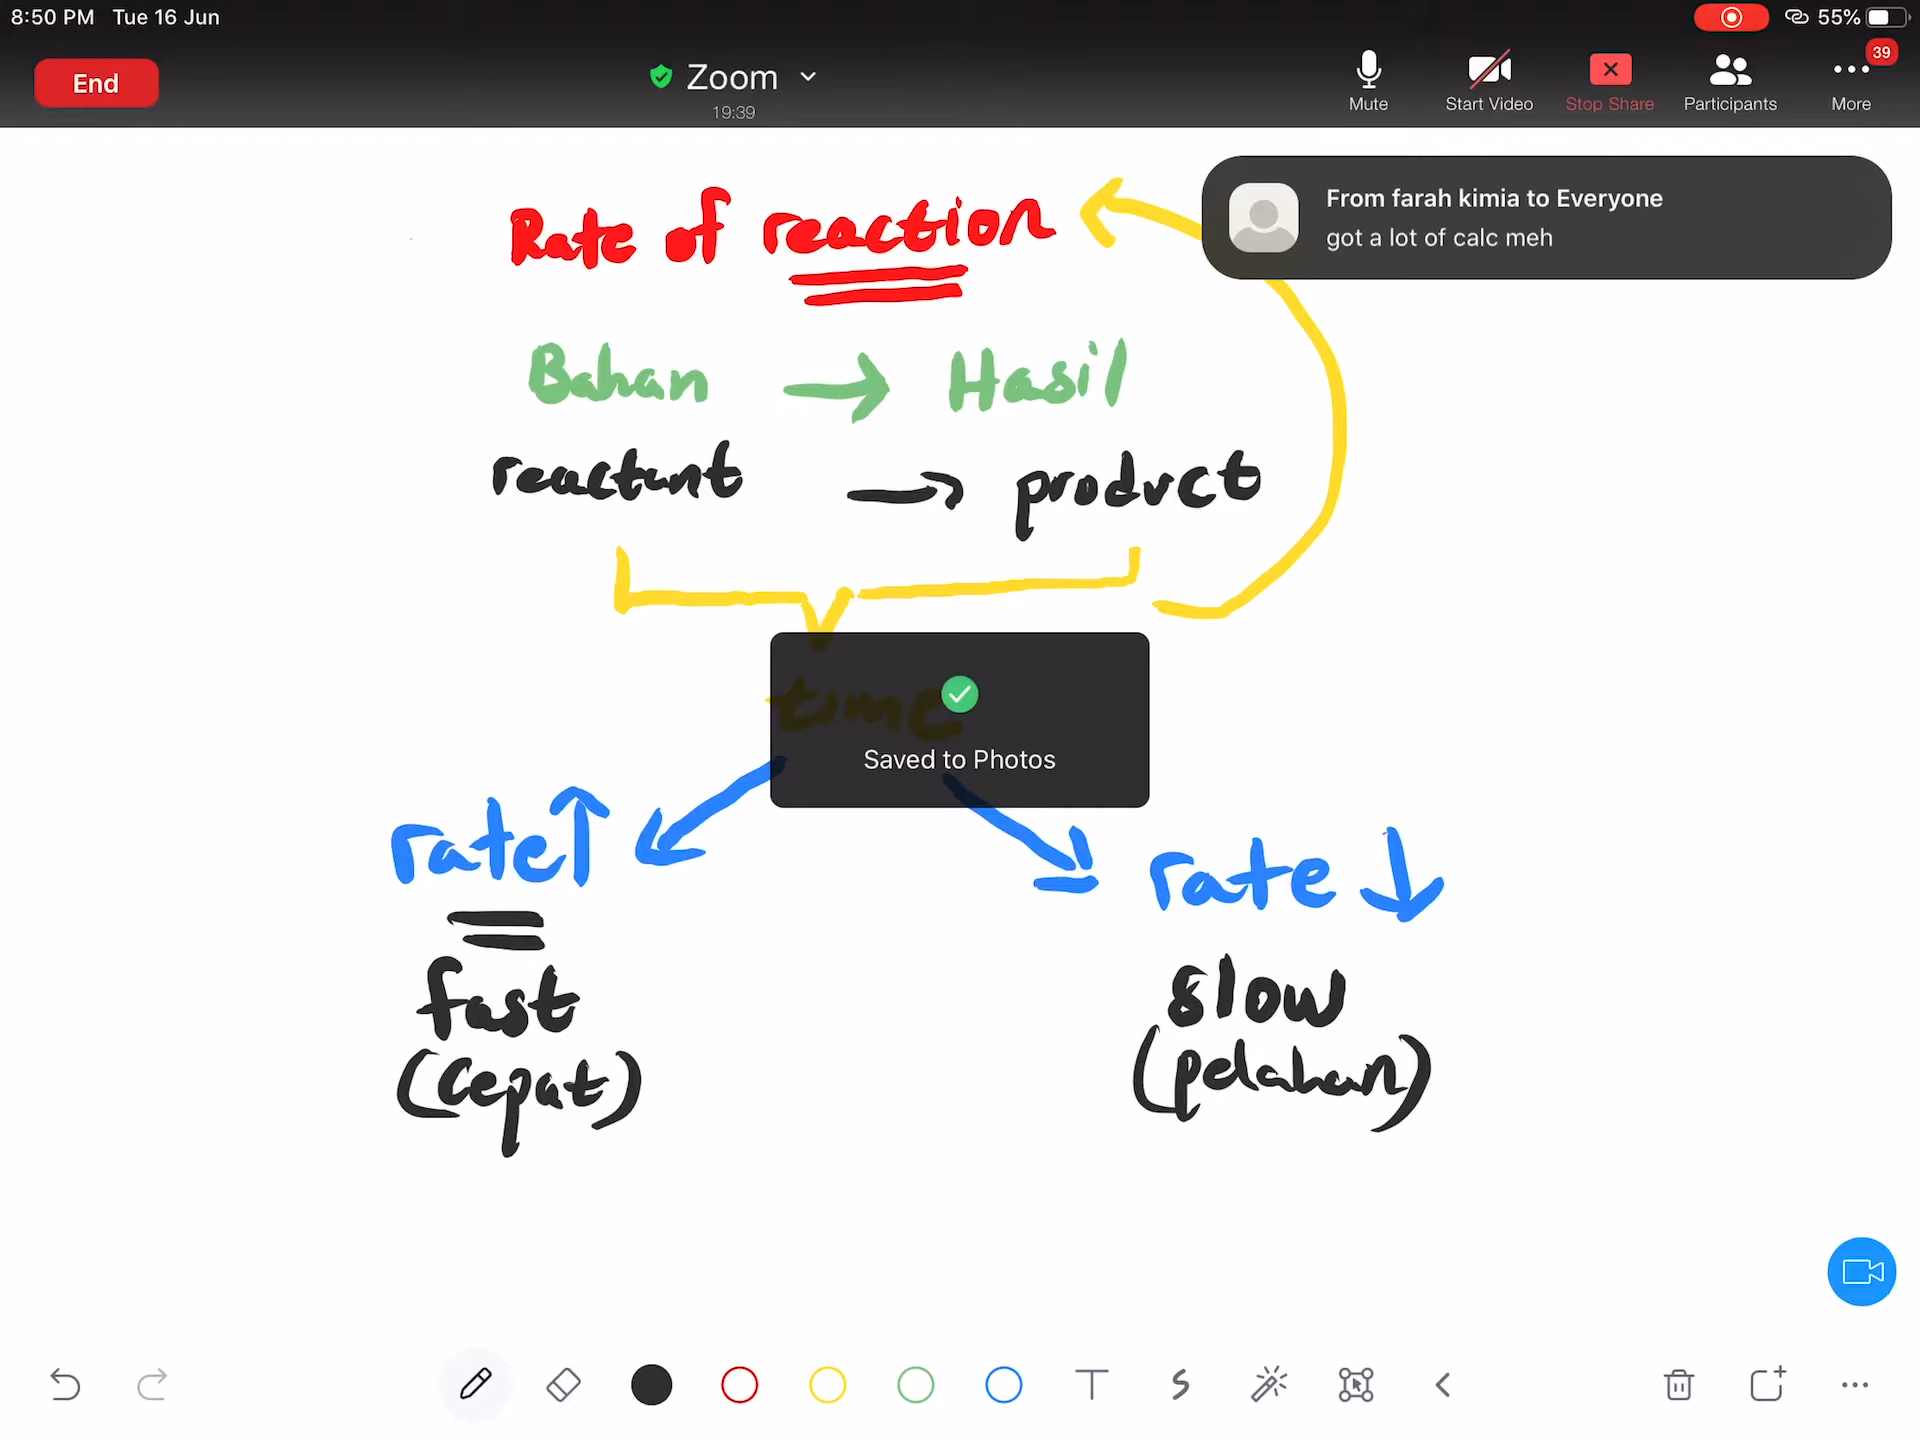 8:50 PM Tue 16 Jun
55%
End
Zoom
19:39
Mute
Start Video
Stop Share
Participants
39
More
From farah kimia to Everyone
got a lot of calc meh
Rate of reaction
Bahan → Hasil
reactant → product
time
Saved to Photos
rate↑
rate ↓
fast
slow
(Cepat)
(pelahan)
T